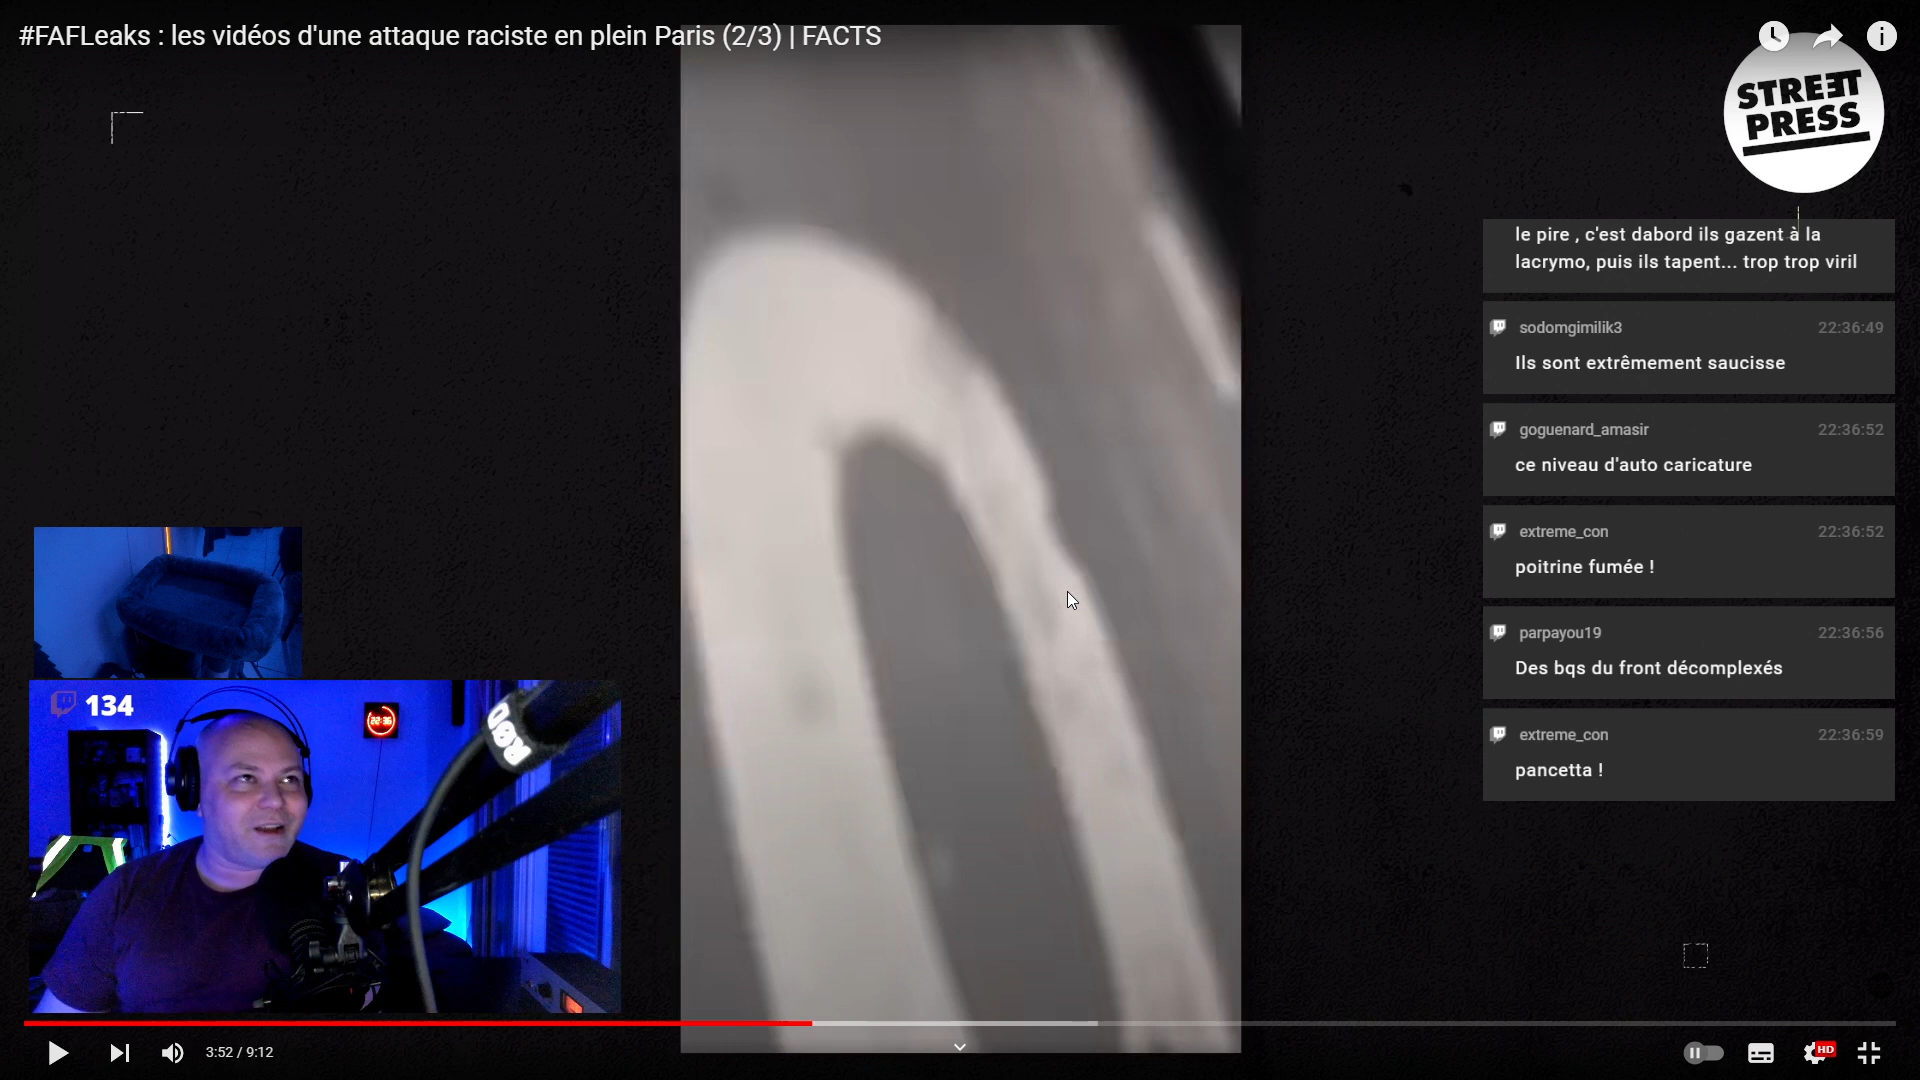 #FAFLeaks : les vidéos d'une attaque raciste en plein Paris (2/3) | FACTS
STREET
PRESS
le pire , c'est dabord ils gazent à la
lacrymo, puis ils tapent... trop trop viril
sodomgimilik3 22:36:49
Ils sont extrêmement saucisse
goguenard_amasir 22:36:52
ce niveau d'auto caricature
extreme_con 22:36:52
poitrine fumée !
parpayou19 22:36:56
Des bqs du front décomplexés
extreme_con 22:36:59
pancetta !
134
22:36
RØD
3:52 / 9:12
HD